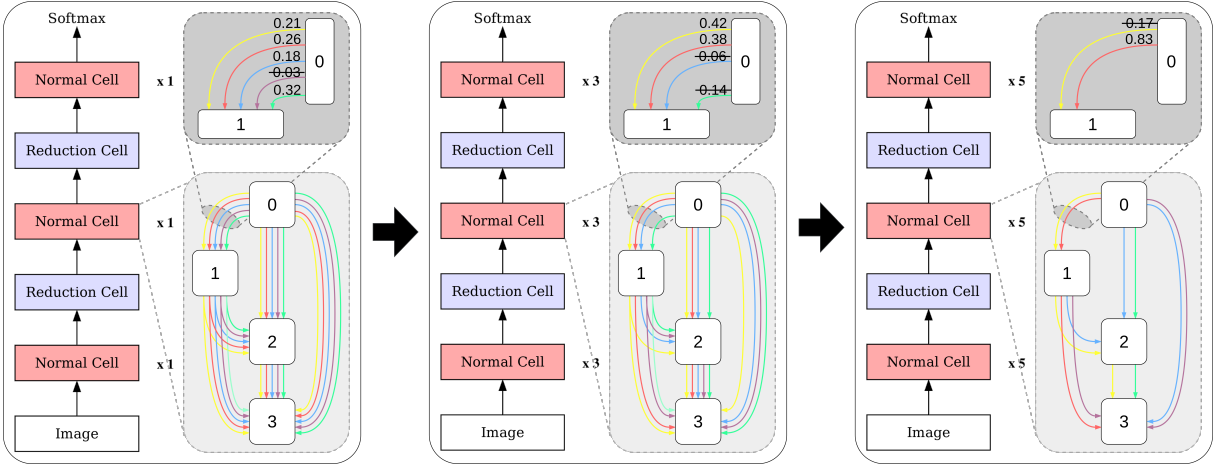 Softmax
Normal Cell
x 1
Reduction Cell
Normal Cell
x 1
Reduction Cell
Normal Cell
x 1
Image
0.21
0.26
0.18
0.03
0.32
0
1
0
1
2
3
Softmax
Normal Cell
x 3
Reduction Cell
Normal Cell
x 3
Reduction Cell
Normal Cell
x 3
Image
0.42
0.38
0.06
0.14
0
1
0
1
2
3
Softmax
Normal Cell
x 5
Reduction Cell
Normal Cell
x 5
Reduction Cell
Normal Cell
x 5
Image
0.17
0.83
0
1
0
1
2
3